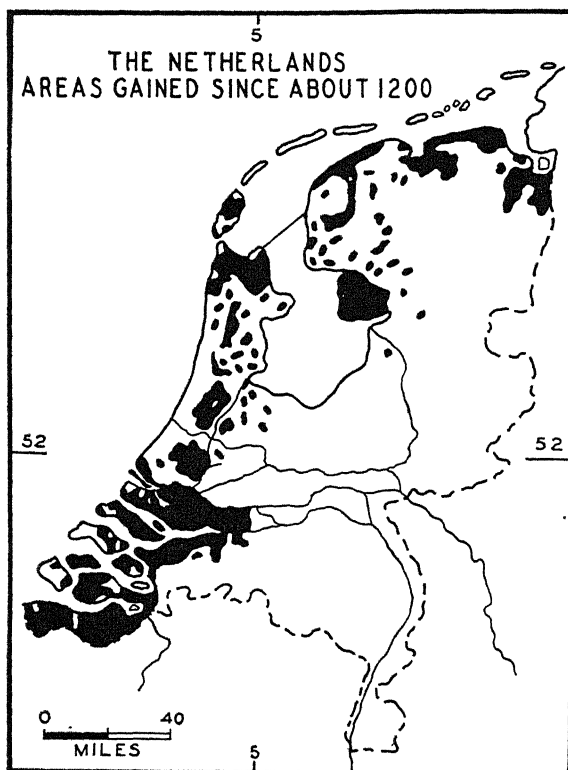 5
THE NETHERLANDS
AREAS GAINED SINCE ABOUT 1200
52 52
0 40
MILES
5